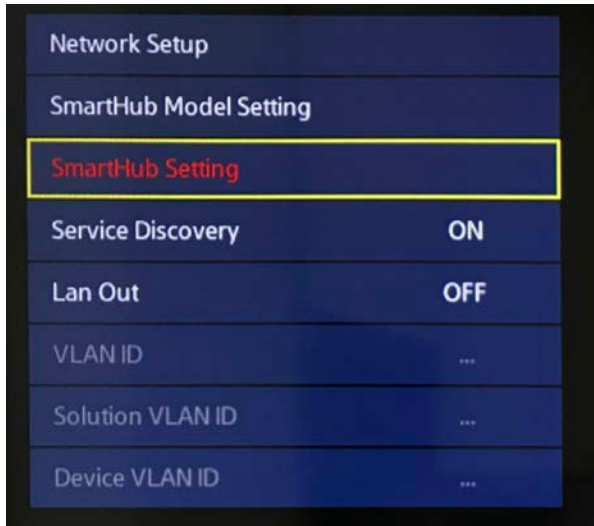 Network Setup
SmartHub Model Setting
SmartHub Setting
Service Discovery ON
Lan Out OFF
VLAN ID ...
Solution VLAN ID ...
Device VLAN ID ...